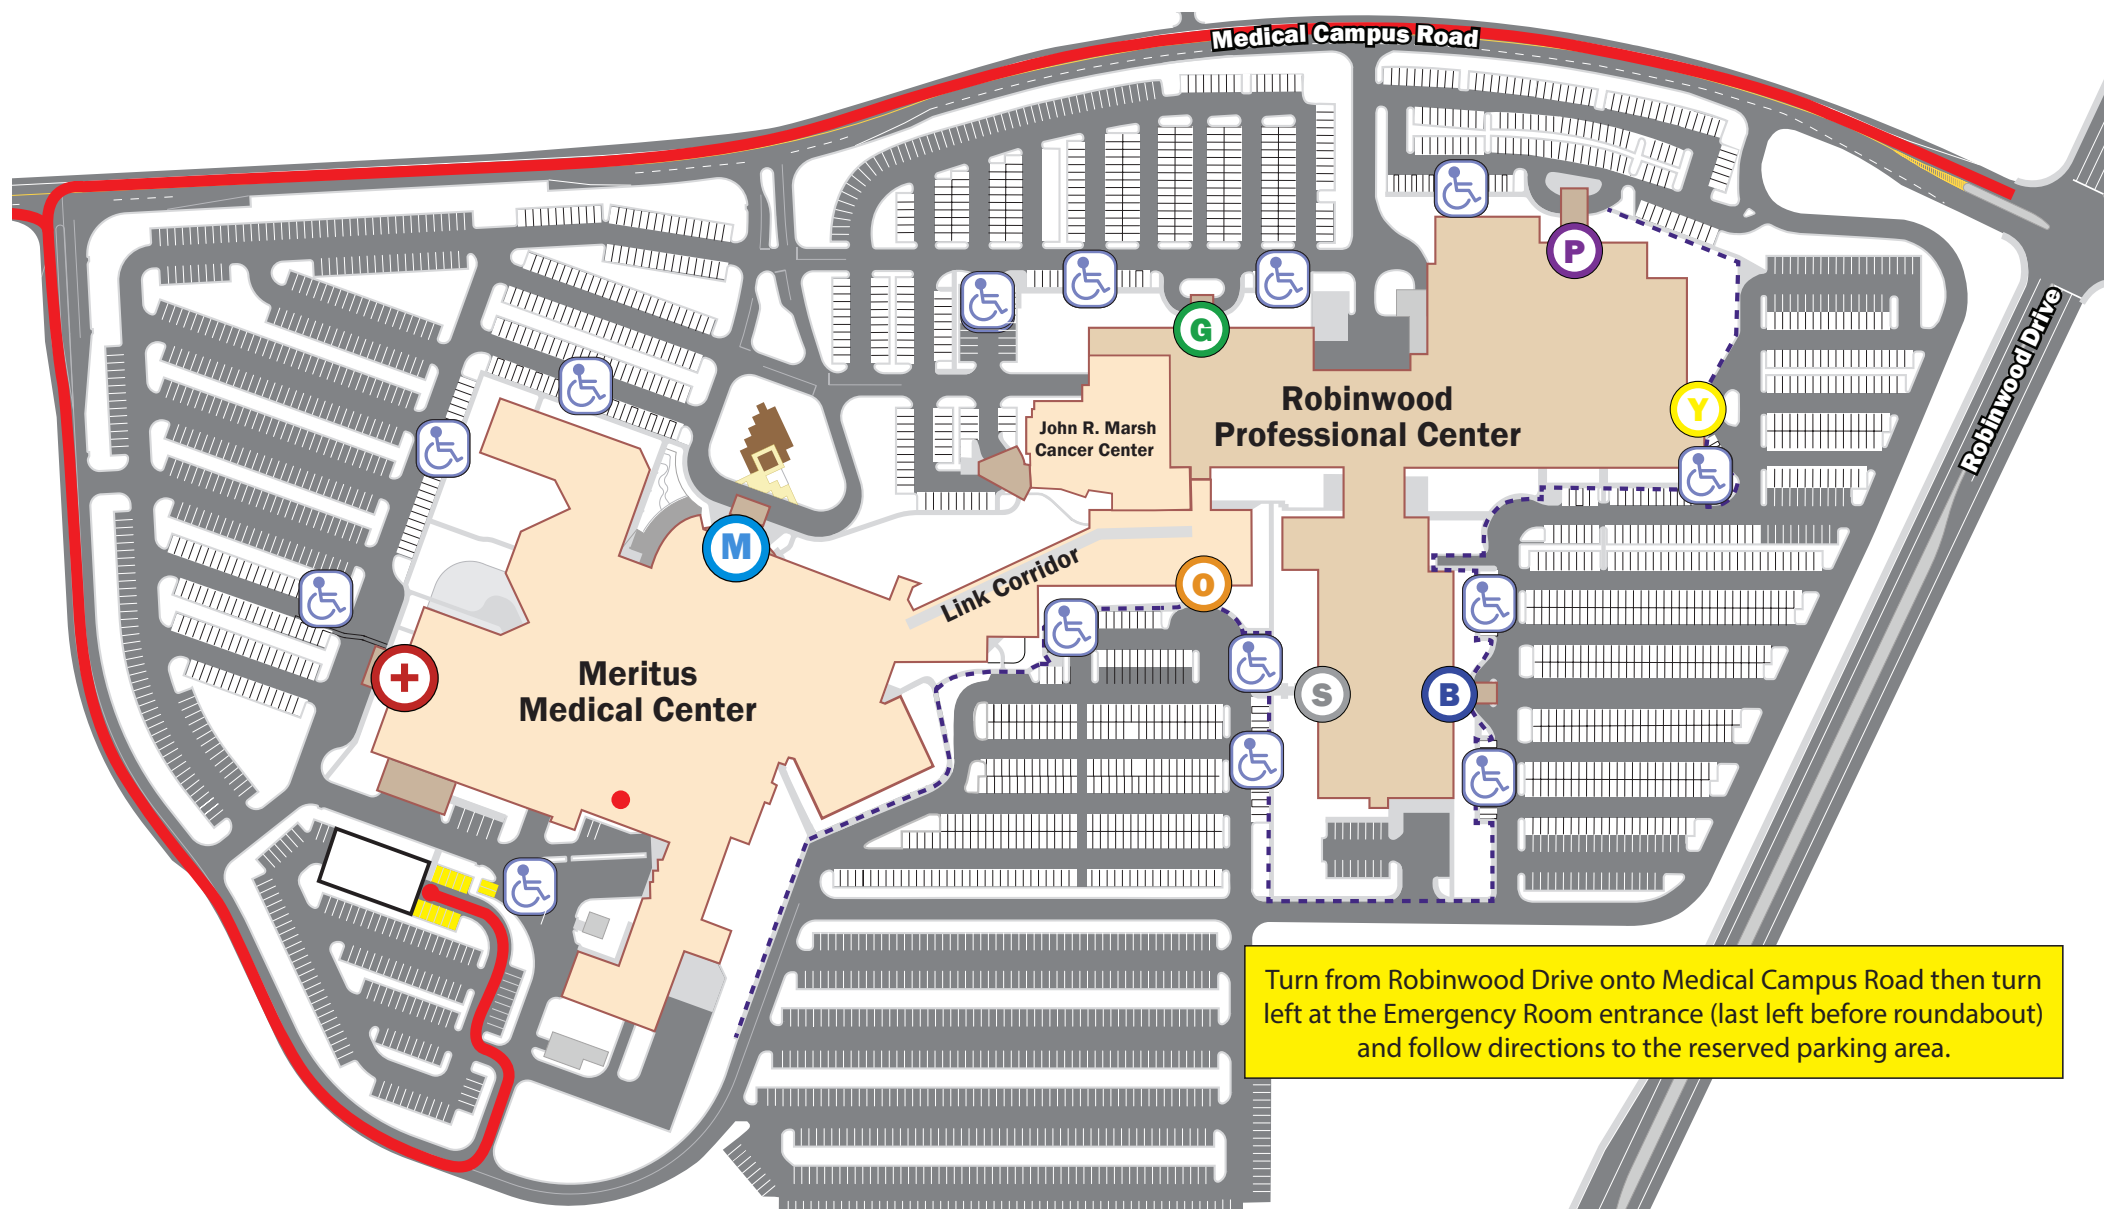 Medical Campus Road
P
G
Robinwood Drive
Robinwood
Professional Center
Y
John R. Marsh
Cancer Center
M
Link Corridor
O
Meritus
Medical Center
S
B
Turn from Robinwood Drive onto Medical Campus Road then turn
left at the Emergency Room entrance (last left before roundabout)
and follow directions to the reserved parking area.